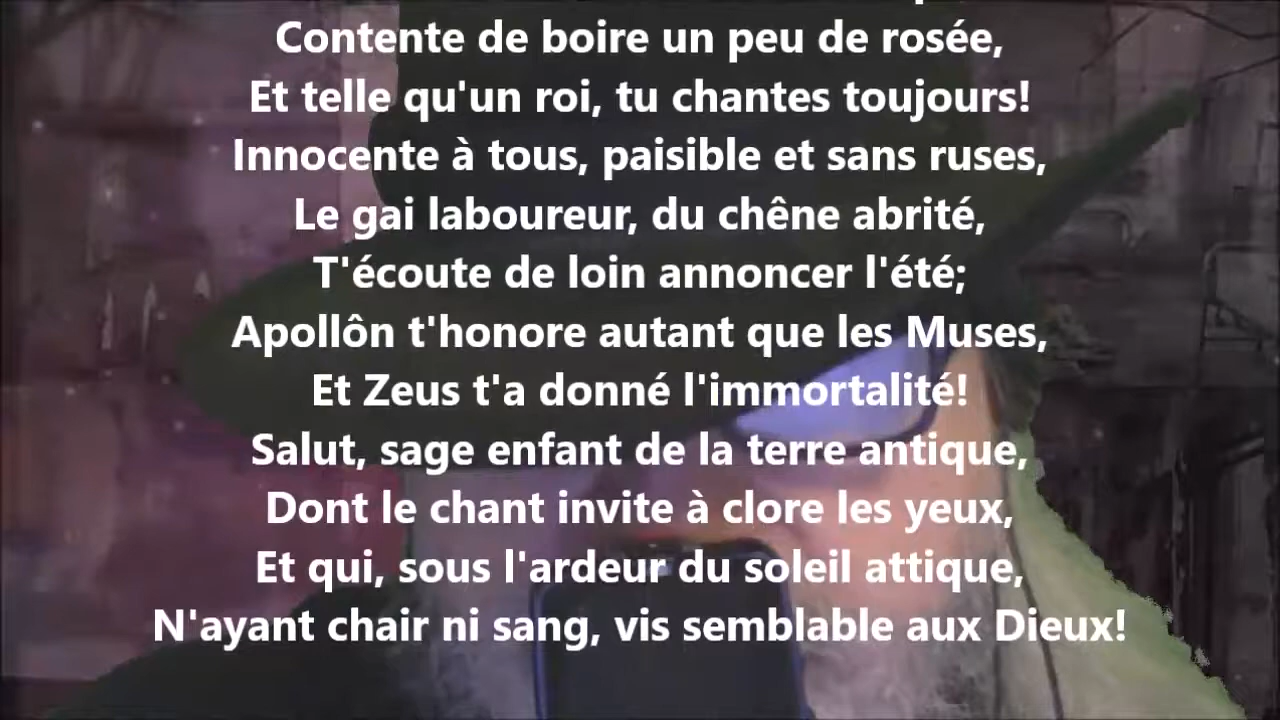 Contente de boire un peu de rosée,
Et telle qu'un roi, tu chantes toujours!
Innocente à tous, paisible et sans ruses,
Le gai laboureur, du chêne abrité,
T'écoute de loin annoncer l'été;
Apollôn t'honore autant que les Muses,
Et Zeus t'a donné l'immortalité!
Salut, sage enfant de la terre antique,
Dont le chant invite à clore les yeux,
Et qui, sous l'ardeur du soleil attique,
N'ayant chair ni sang, vis semblable aux Dieux!